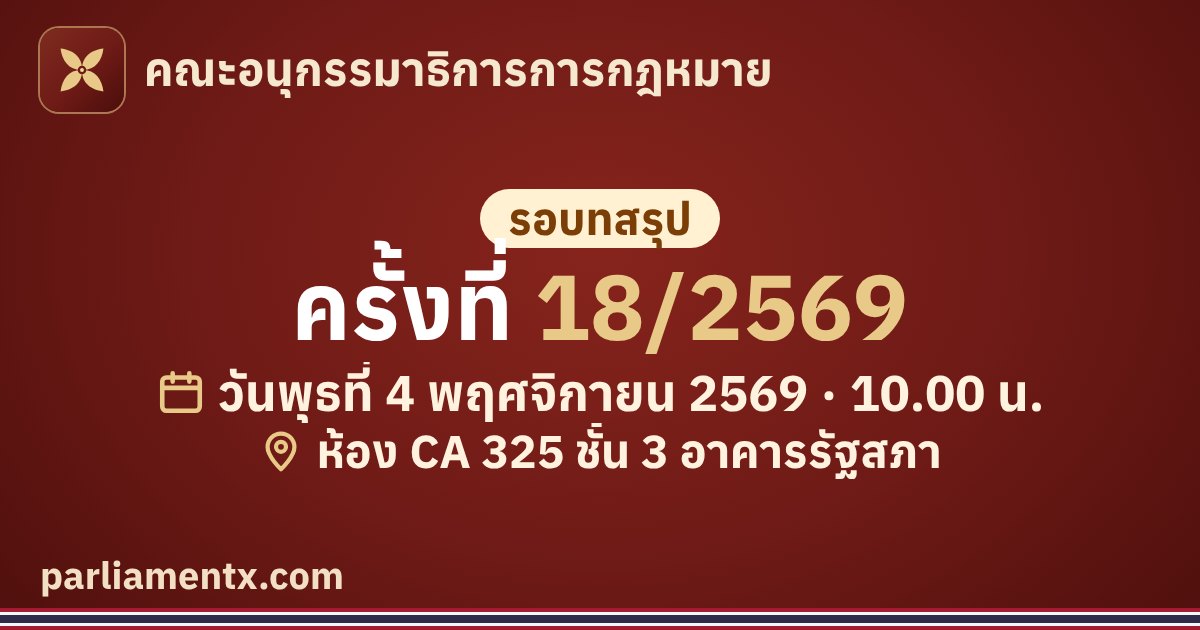 คณะอนุกรรมาธิการการกฎหมาย
รอบทสรุป
ครั้งที่ 18/2569
วันพุธที่ 4 พฤศจิกายน 2569 · 10.00 น.
ห้อง CA 325 ชั้น 3 อาคารรัฐสภา
parliamentx.com